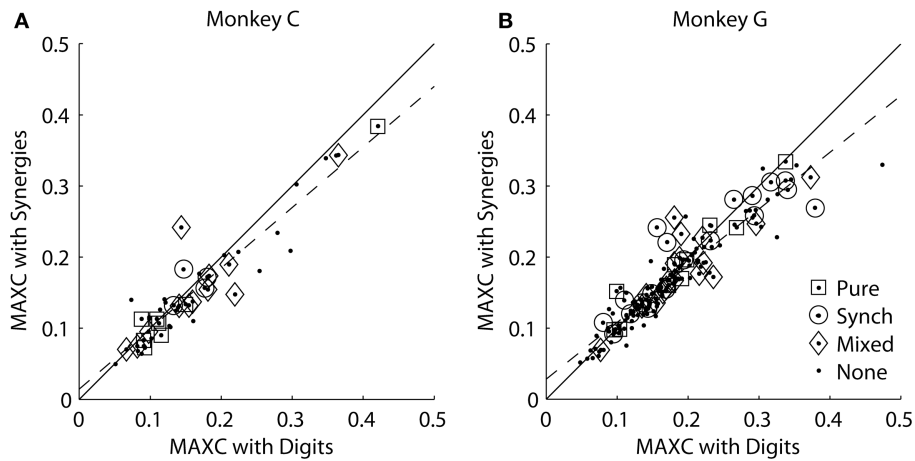 A Monkey C
MAXC with Synergies
0.5
0.4
0.3
0.2
0.1
0
0 0.1 0.2 0.3 0.4 0.5
MAXC with Digits
B Monkey G
MAXC with Synergies
0.5
0.4
0.3
0.2
0.1
0
0 0.1 0.2 0.3 0.4 0.5
MAXC with Digits
Pure
Synch
Mixed
None